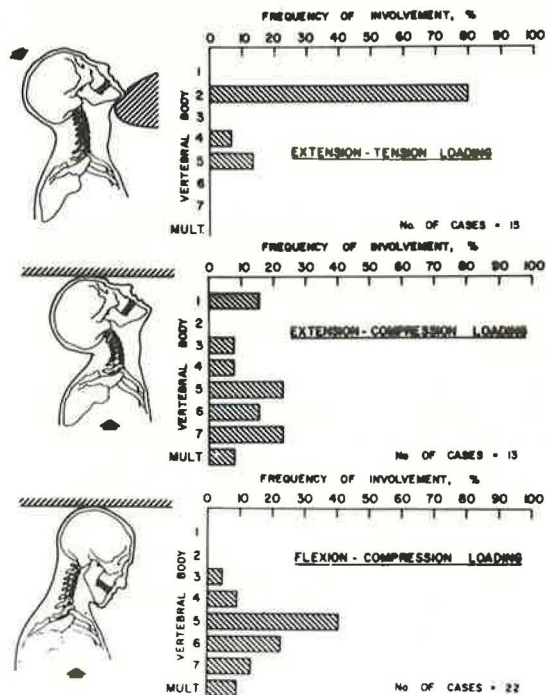 FREQUENCY OF INVOLVEMENT, %
0 10 20 30 40 50 60 70 80 90 100
VERTEBRAL BODY
1
2
3
4
5
6
7
MULT.
EXTENSION-TENSION LOADING
No. OF CASES = 15
FREQUENCY OF INVOLVEMENT, %
0 10 20 30 40 50 60 70 80 90 100
VERTEBRAL BODY
1
2
3
4
5
6
7
MULT
EXTENSION-COMPRESSION LOADING
No OF CASES = 13
FREQUENCY OF INVOLVEMENT, %
0 10 20 30 40 50 60 70 80 90 100
VERTEBRAL BODY
1
2
3
4
5
6
7
MULT
FLEXION-COMPRESSION LOADING
No OF CASES = 22